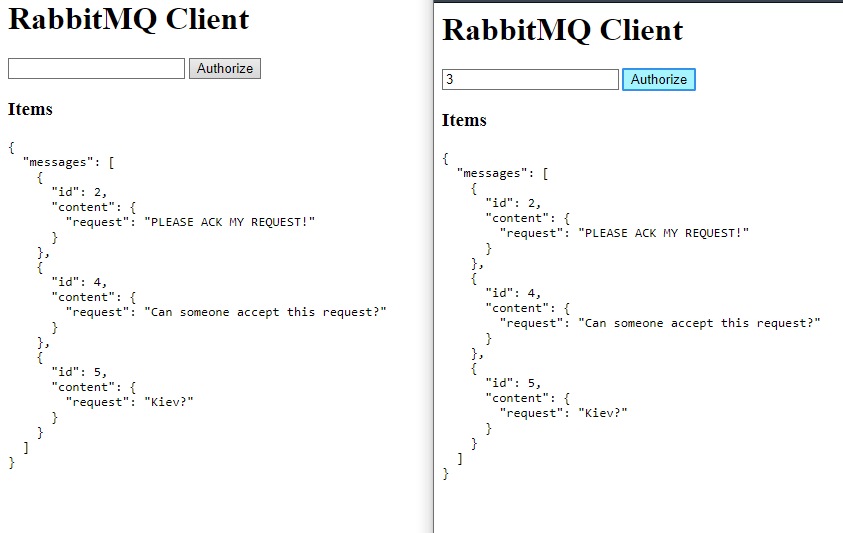 RabbitMQ Client
Authorize
Items
{
  "messages": [
    {
      "id": 2,
      "content": {
        "request": "PLEASE ACK MY REQUEST!"
      }
    },
    {
      "id": 4,
      "content": {
        "request": "Can someone accept this request?"
      }
    },
    {
      "id": 5,
      "content": {
        "request": "Kiev?"
      }
    }
  ]
}
RabbitMQ Client
3 Authorize
Items
{
  "messages": [
    {
      "id": 2,
      "content": {
        "request": "PLEASE ACK MY REQUEST!"
      }
    },
    {
      "id": 4,
      "content": {
        "request": "Can someone accept this request?"
      }
    },
    {
      "id": 5,
      "content": {
        "request": "Kiev?"
      }
    }
  ]
}